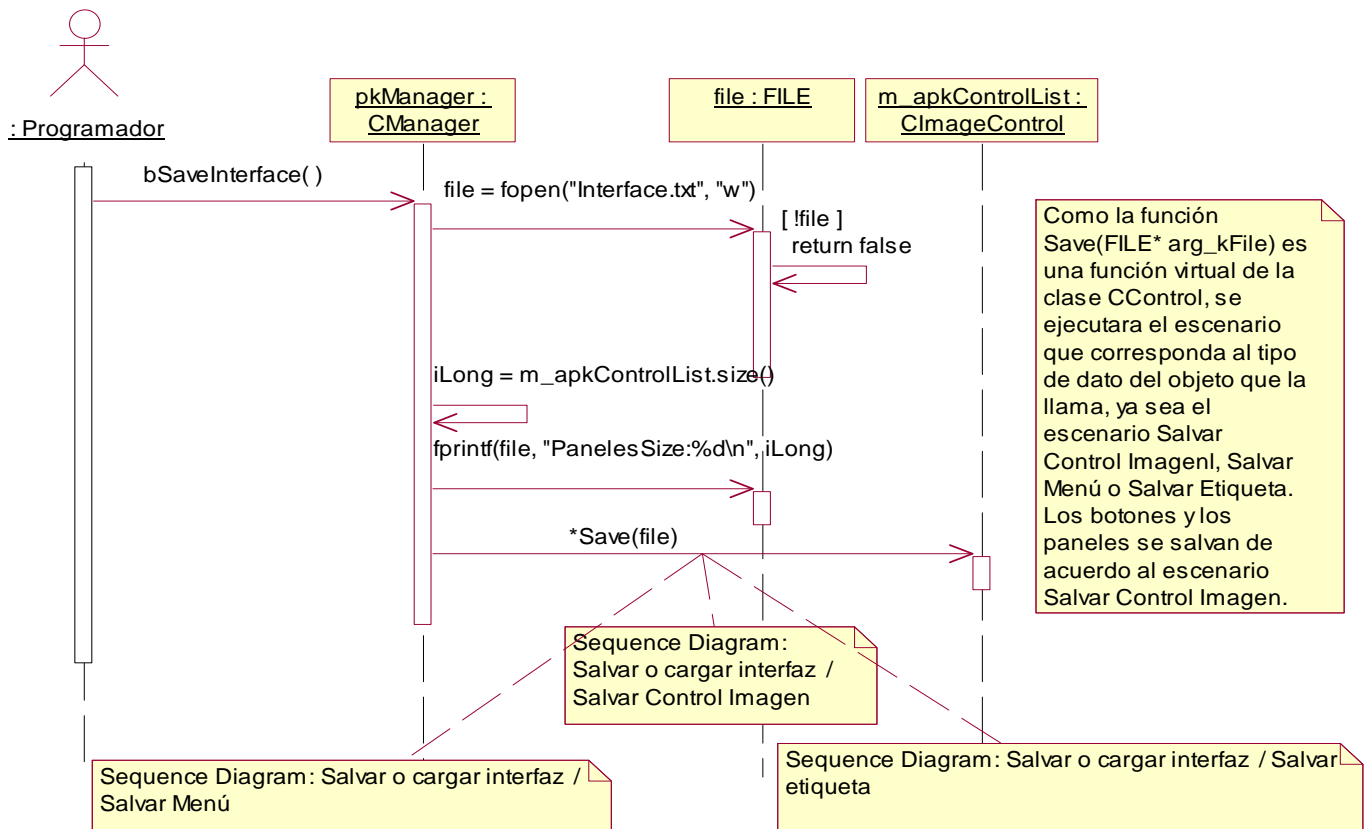 : Programador
pkManager :
CManager
file : FILE
m_apkControlList :
CImageControl
bSaveInterface( )
file = fopen("Interface.txt", "w")
[ !file ]
return false
iLong = m_apkControlList.size()
fprintf(file, "PanelesSize:%d\n", iLong)
*Save(file)
Como la función
Save(FILE* arg_kFile) es
una función virtual de la
clase CControl, se
ejecutara el escenario
que corresponda al tipo
de dato del objeto que la
llama, ya sea el
escenario Salvar
Control Imagenl, Salvar
Menú o Salvar Etiqueta.
Los botones y los
paneles se salvan de
acuerdo al escenario
Salvar Control Imagen.
Sequence Diagram:
Salvar o cargar interfaz /
Salvar Control Imagen
Sequence Diagram: Salvar o cargar interfaz /
Salvar Menú
Sequence Diagram: Salvar o cargar interfaz / Salvar
etiqueta